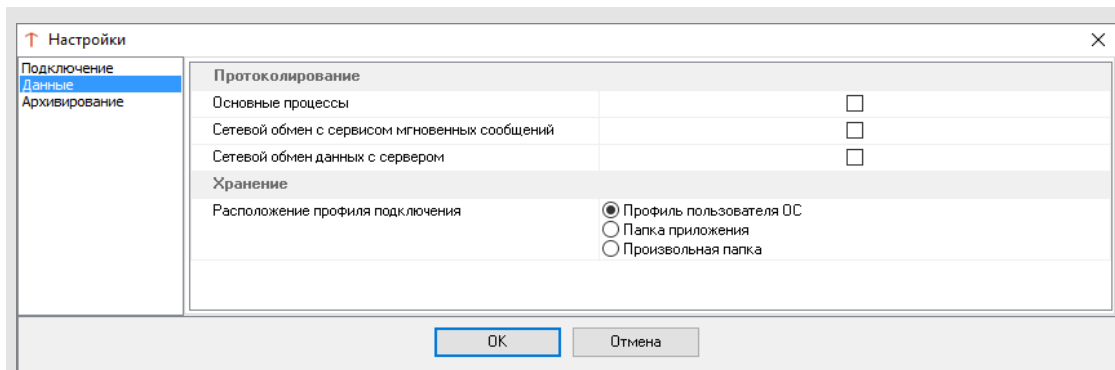 Настройки
Подключение
Данные
Архивирование
Протоколирование
Основные процессы
Сетевой обмен с сервисом мгновенных сообщений
Сетевой обмен данных с сервером
Хранение
Расположение профиля подключения
Профиль пользователя ОС
Папка приложения
Произвольная папка
OK
Отмена